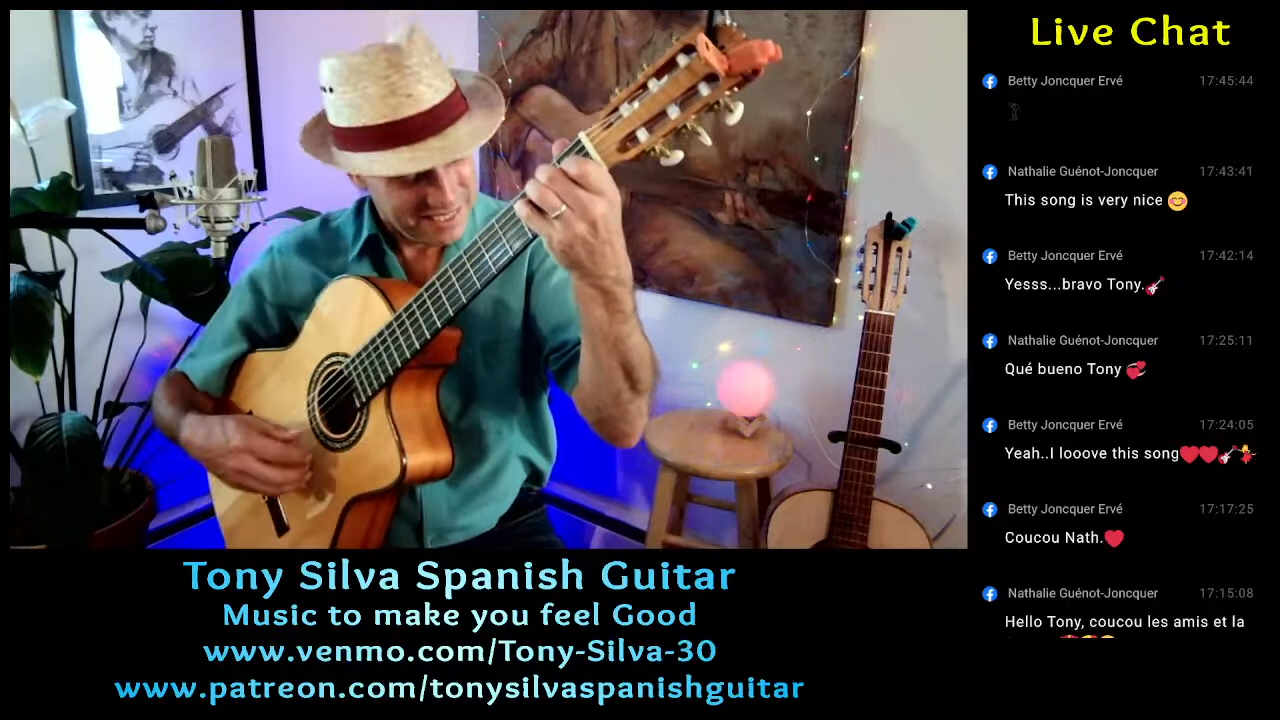 Live Chat
Betty Joncquer Ervé 17:45:44
Nathalie Guénot-Joncquer 17:43:41
This song is very nice 😊
Betty Joncquer Ervé 17:42:14
Yesss...bravo Tony.🎸
Nathalie Guénot-Joncquer 17:25:11
Qué bueno Tony 💞
Betty Joncquer Ervé 17:24:05
Yeah..I looove this song❤️❤️🎸💃
Betty Joncquer Ervé 17:17:25
Coucou Nath.❤️
Nathalie Guénot-Joncquer 17:15:08
Hello Tony, coucou les amis et la
Tony Silva Spanish Guitar
Music to make you feel Good
www.venmo.com/Tony-Silva-30
www.patreon.com/tonysilvaspanishguitar